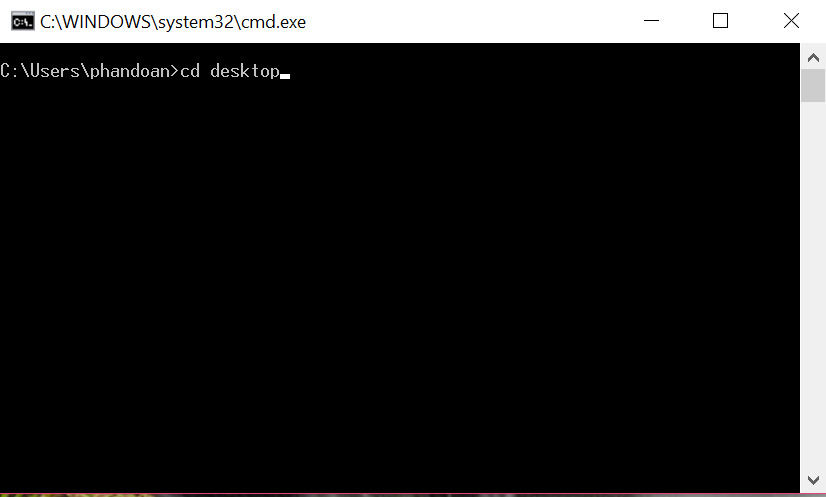 C:\WINDOWS\system32\cmd.exe
C:\Users\phandoan>cd desktop